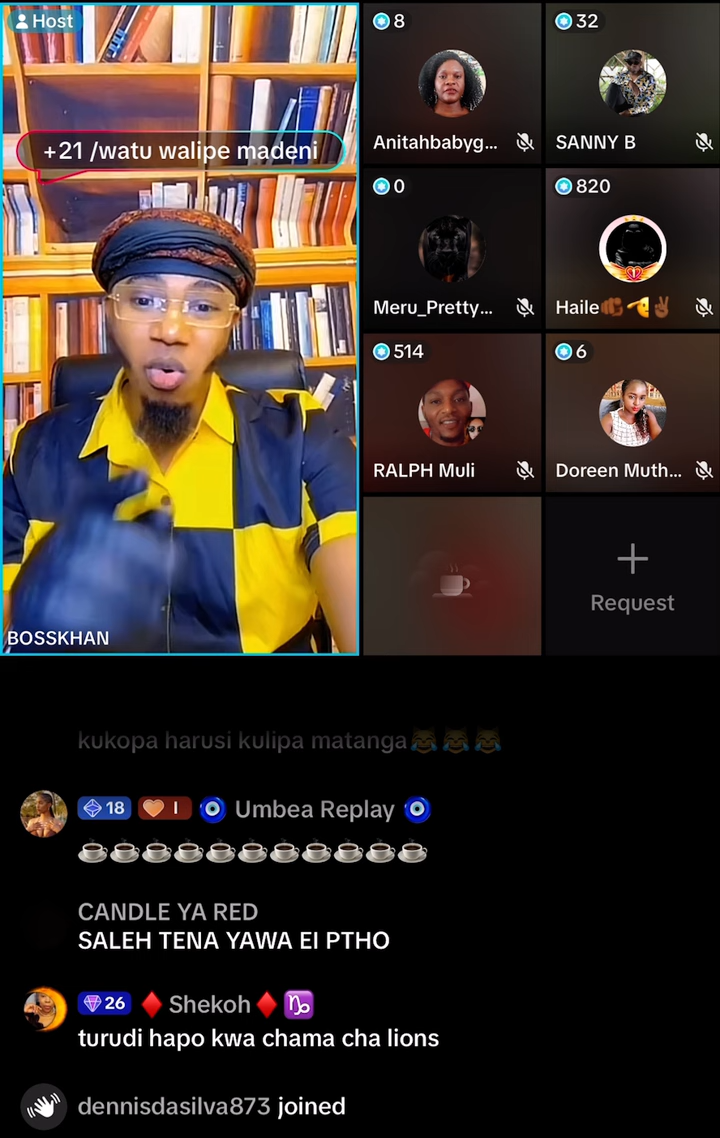 Host
+21 /watu walipe madeni
BOSSKHAN
8
Anitahbabyg...
32
SANNY B
0
Meru_Pretty...
820
Haile
514
RALPH Muli
6
Doreen Muth...
Request
kukopa harusi kulipa matanga😹😹😹
18 I 🧿 Umbea Replay 🧿
☕☕☕☕☕☕☕☕☕☕☕
CANDLE YA RED
SALEH TENA YAWA EI PTHO
26 ♦️Shekoh♦️♑
turudi hapo kwa chama cha lions
dennisdasilva873 joined